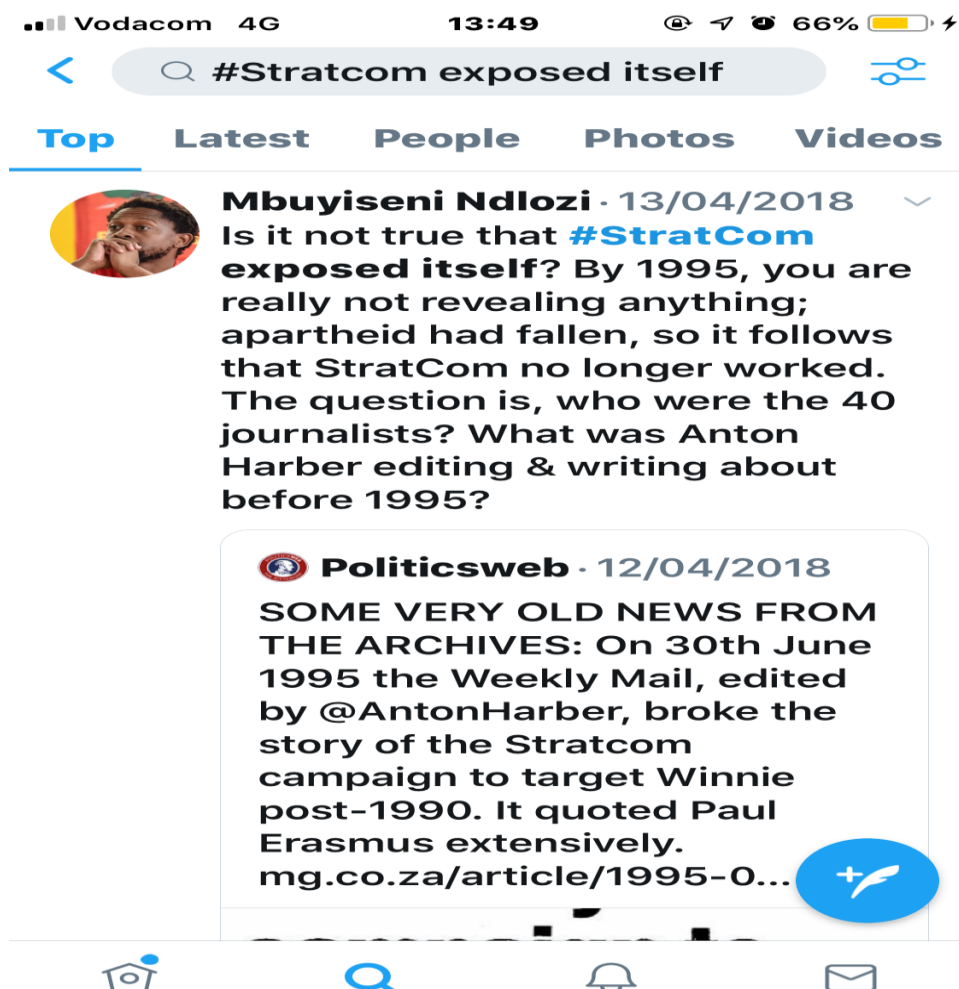 Vodacom 4G 13:49 66%
#Stratcom exposed itself
Top Latest People Photos Videos
Mbuyiseni Ndlozi · 13/04/2018
Is it not true that #StratCom
exposed itself? By 1995, you are
really not revealing anything;
apartheid had fallen, so it follows
that StratCom no longer worked.
The question is, who were the 40
journalists? What was Anton
Harber editing & writing about
before 1995?
Politicsweb · 12/04/2018
SOME VERY OLD NEWS FROM
THE ARCHIVES: On 30th June
1995 the Weekly Mail, edited
by @AntonHarber, broke the
story of the Stratcom
campaign to target Winnie
post-1990. It quoted Paul
Erasmus extensively.
mg.co.za/article/1995-0...